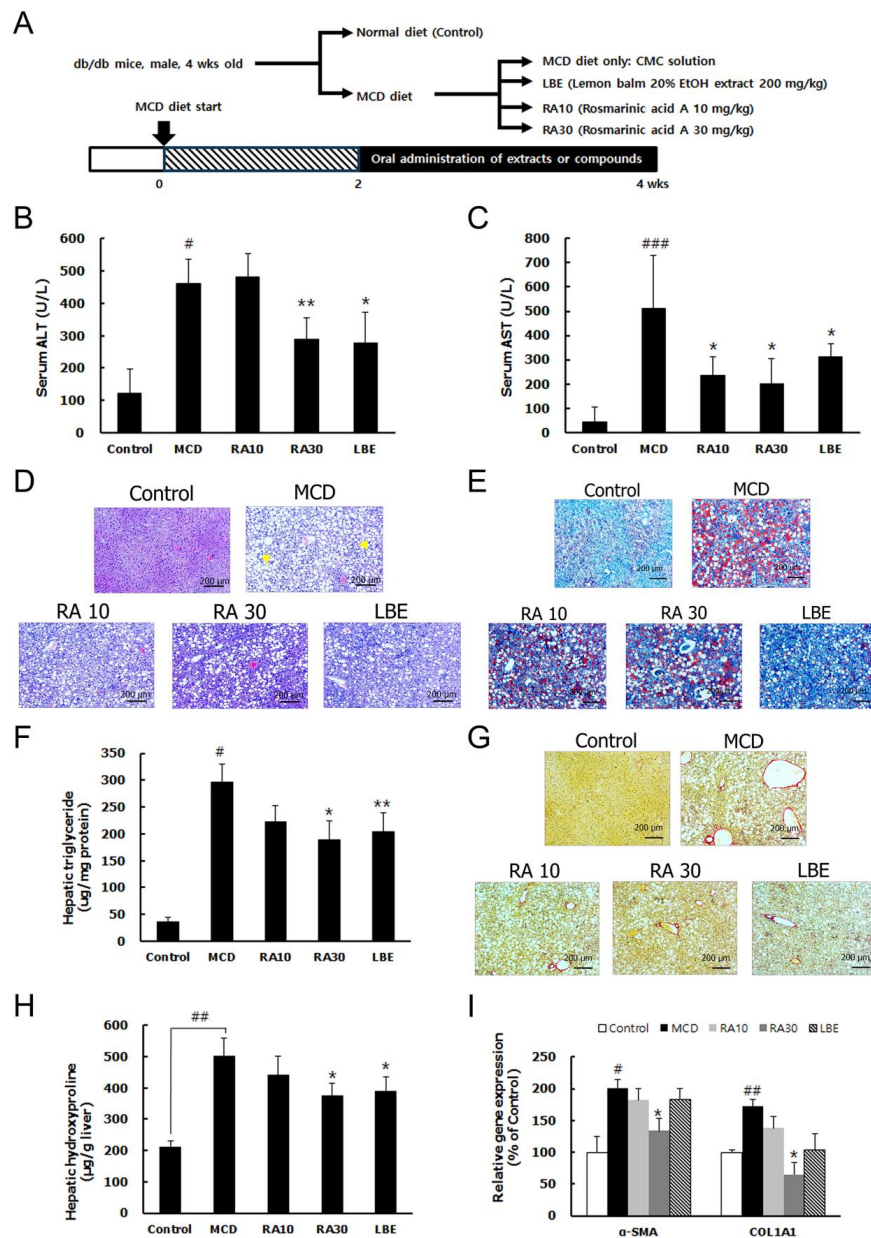 A
Normal diet (Control)
db/db mice, male, 4 wks old
MCD diet
MCD diet only: CMC solution
LBE (Lemon balm 20% EtOH extract 200 mg/kg)
RA10 (Rosmarinic acid A 10 mg/kg)
RA30 (Rosmarinic acid A 30 mg/kg)
MCD diet start
Oral administration of extracts or compounds
0 2 4 wks
B
Serum ALT (U/L)
600
500
400
300
200
100
0
#
**
*
Control MCD RA10 RA30 LBE
C
Serum AST (U/L)
800
700
600
500
400
300
200
100
0
###
*
*
*
Control MCD RA10 RA30 LBE
D
Control MCD
200 µm 200 µm
RA 10 RA 30 LBE
200 µm 200 µm 200 µm
E
Control MCD
200 µm 200 µm
RA 10 RA 30 LBE
200 µm 200 µm 200 µm
F
Hepatic triglyceride
(ug/mg protein)
350
300
250
200
150
100
50
0
#
*
**
Control MCD RA10 RA30 LBE
G
Control MCD
200 µm 200 µm
RA 10 RA 30 LBE
200 µm 200 µm 200 µm
H
Hepatic hydroxyproline
(µg/g liver)
600
500
400
300
200
100
0
##
*
*
Control MCD RA10 RA30 LBE
I
Control MCD RA10 RA30 LBE
Relative gene expression
(% of Control)
250
200
150
100
50
0
#
*
##
*
α-SMA COL1A1